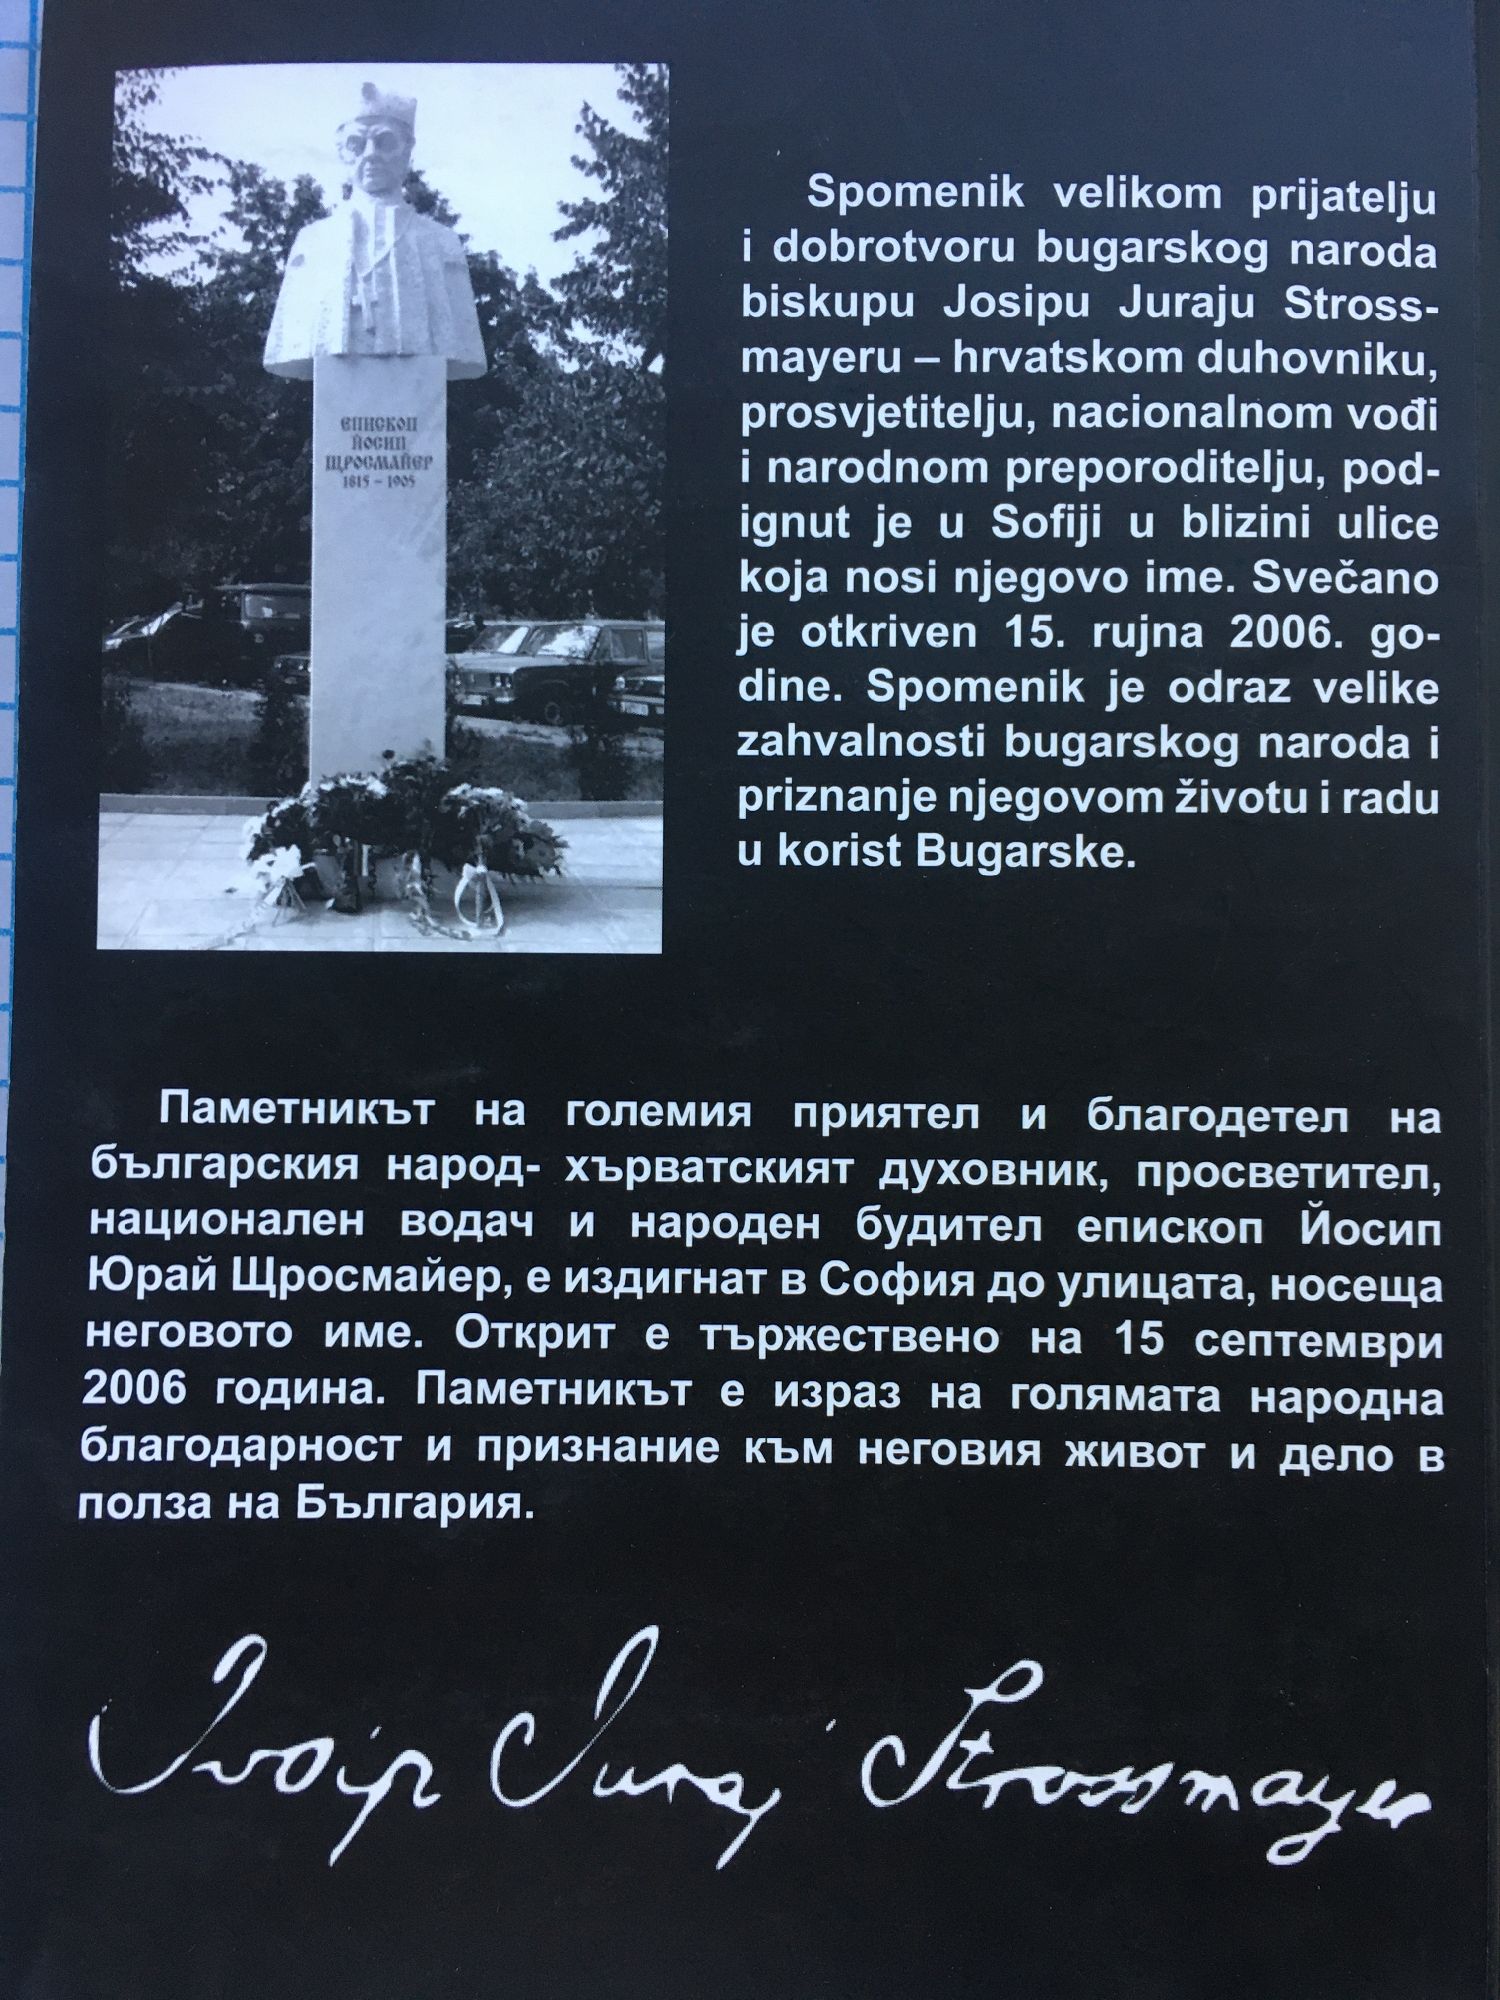 ЕПИСКОП
ЙОСИП
ЩРОСМАЙЕР
1815 – 1905
Spomenik velikom prijatelju
i dobrotvoru bugarskog naroda
biskupu Josipu Juraju Stross-
mayeru – hrvatskom duhovniku,
prosvjetitelju, nacionalnom vođi
i narodnom preporoditelju, pod-
ignut je u Sofiji u blizini ulice
koja nosi njegovo ime. Svečano
je otkriven 15. rujna 2006. go-
dine. Spomenik je odraz velike
zahvalnosti bugarskog naroda i
priznanje njegovom životu i radu
u korist Bugarske.
Паметникът на големия приятел и благодетел на
българския народ- хърватският духовник, просветител,
национален водач и народен будител епископ Йосип
Юрай Щросмайер, е издигнат в София до улицата, носеща
неговото име. Открит е тържествено на 15 септември
2006 година. Паметникът е израз на голямата народна
благодарност и признание към неговия живот и дело в
полза на България.
Josip Juraj Strossmayer